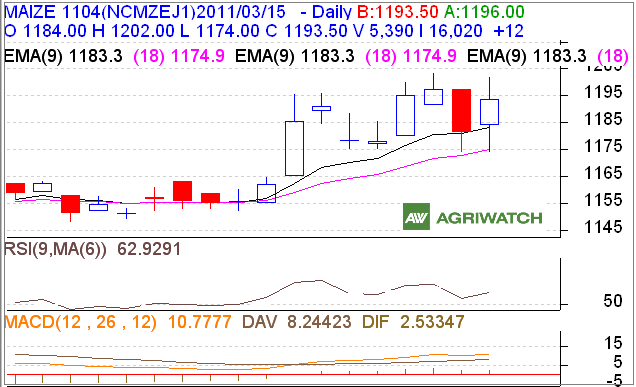 MAIZE 1104(NCMZEJ1)2011/03/15 - Daily B:1193.50 A:1196.00
O 1184.00 H 1202.00 L 1174.00 C 1193.50 V 5,390 I 16,020 +12
EMA(9) 1183.3 (18) 1174.9 EMA(9) 1183.3 (18) 1174.9 EMA(9) 1183.3 (18)
1205
1195
1185
1175
1165
1155
1145
AW AGRIWATCH
RSI(9,MA(6)) 62.9291
50
MACD(12 , 26 , 12) 10.7777 DAV 8.24423 DIF 2.53347
15
5
-5